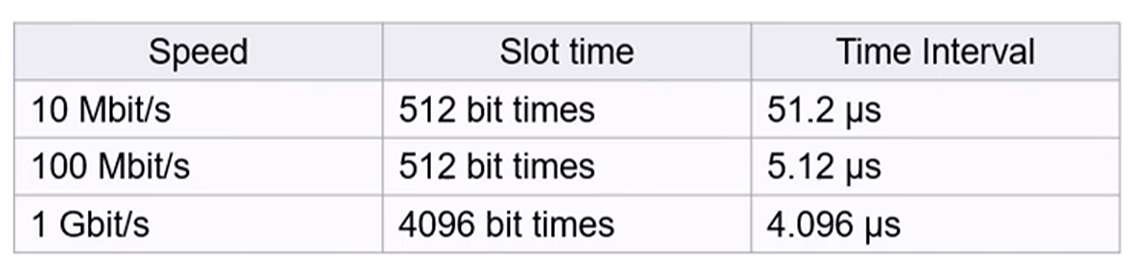 Speed Slot time Time Interval
10 Mbit/s 512 bit times 51.2 µs
100 Mbit/s 512 bit times 5.12 µs
1 Gbit/s 4096 bit times 4.096 µs